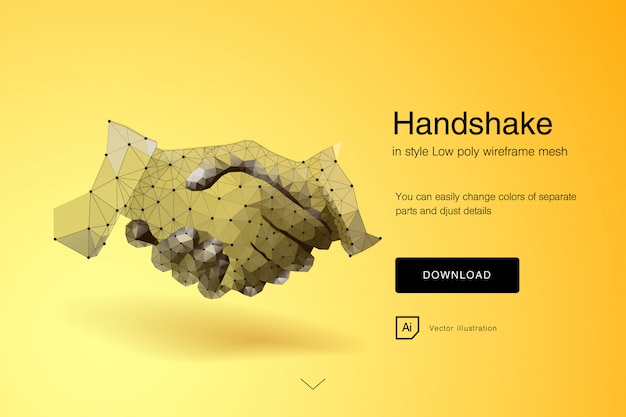 Handshake
in style Low poly wireframe mesh
You can easily change colors of separate
parts and djust details
DOWNLOAD
Ai
Vector illustration